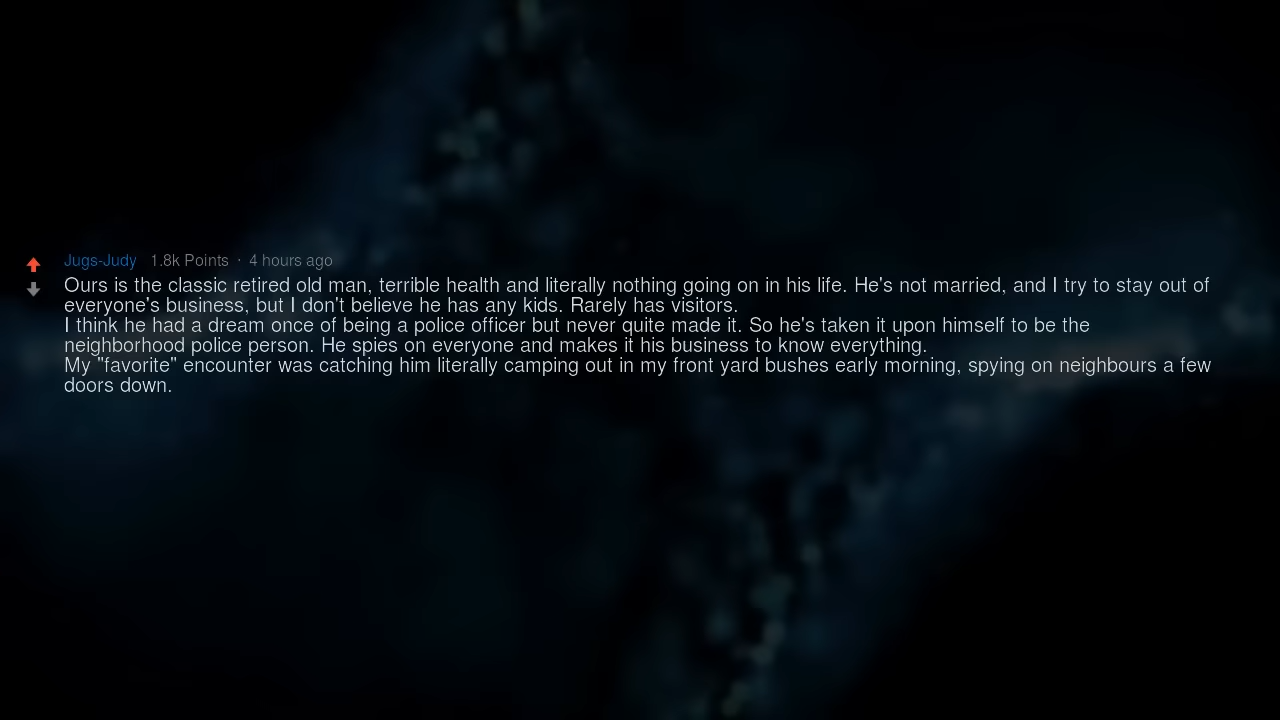 Jugs-Judy 1.8k Points · 4 hours ago
Ours is the classic retired old man, terrible health and literally nothing going on in his life. He's not married, and I try to stay out of
everyone's business, but I don't believe he has any kids. Rarely has visitors.
I think he had a dream once of being a police officer but never quite made it. So he's taken it upon himself to be the
neighborhood police person. He spies on everyone and makes it his business to know everything.
My "favorite" encounter was catching him literally camping out in my front yard bushes early morning, spying on neighbours a few
doors down.